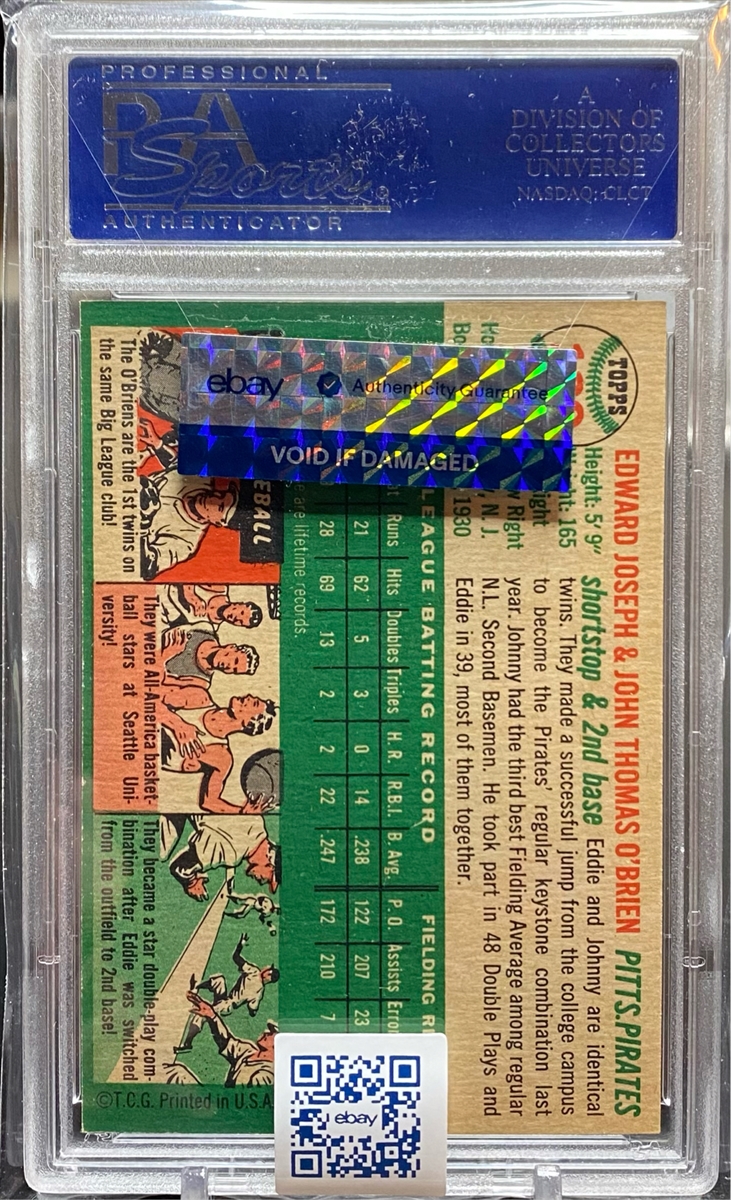 PROFESSIONAL
PSA
Sports
AUTHENTICATOR
A
DIVISION OF
COLLECTORS
UNIVERSE
NASDAQ: CLCT
ebay Authenticity Guarantee
VOID IF DAMAGED
TOPPS
EDWARD JOSEPH & JOHN THOMAS O'BRIEN PITTS. PIRATES
Height: 5' 9"
165
Right
N. J.
1930
shortstop & 2nd base Eddie and Johnny are identical
twins. They made a successful jump from the college campus
to become the Pirates' regular keystone combination last
year. Johnny had the third best Fielding Average among regular
N.L. Second Basemen. He took part in 48 Double Plays and
Eddie in 39, most of them together.
LEAGUE BATTING RECORD FIELDING
Runs Hits Doubles Triples H.R. R.B.I. B. Avg. P.O. Assists
21 62 5 3 0 14 .238 122 207 23
28 69 13 2 2 22 .247 172 210 7
are lifetime records.
The O'Briens are the 1st twins on
the same Big League club!
They were All-America basket-
ball stars at Seattle Uni-
versity!
They became a star double-play com-
bination after Eddie was switched
from the outfield to 2nd base!
©T.C.G. Printed in U.S.A
ebay